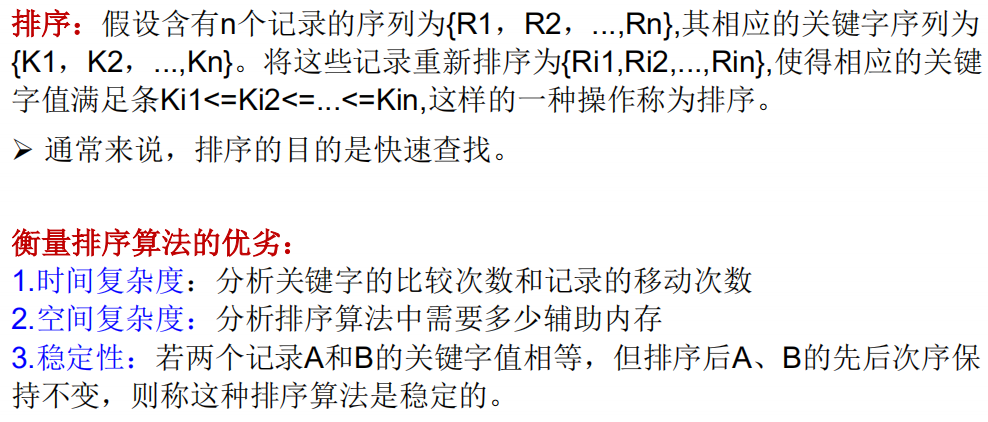 排序：假设含有n个记录的序列为{R1，R2，...,Rn},其相应的关键字序列为
{K1，K2，...,Kn}。将这些记录重新排序为{Ri1,Ri2,...,Rin},使得相应的关键
字值满足条Ki1<=Ki2<=...<=Kin,这样的一种操作称为排序。
➢ 通常来说，排序的目的是快速查找。
衡量排序算法的优劣：
1.时间复杂度：分析关键字的比较次数和记录的移动次数
2.空间复杂度：分析排序算法中需要多少辅助内存
3.稳定性：若两个记录A和B的关键字值相等，但排序后A、B的先后次序保
持不变，则称这种排序算法是稳定的。